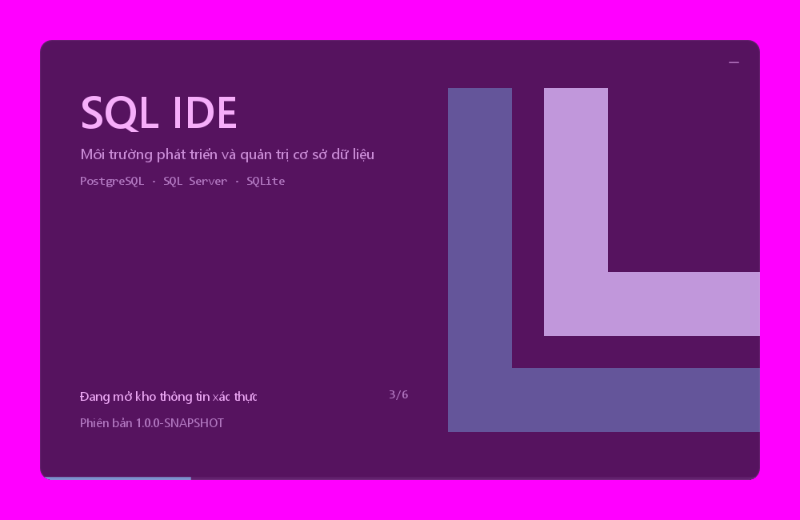 SQL IDE
Môi trường phát triển và quản trị cơ sở dữ liệu
PostgreSQL · SQL Server · SQLite
Đang mở kho thông tin xác thực
3/6
Phiên bản 1.0.0-SNAPSHOT